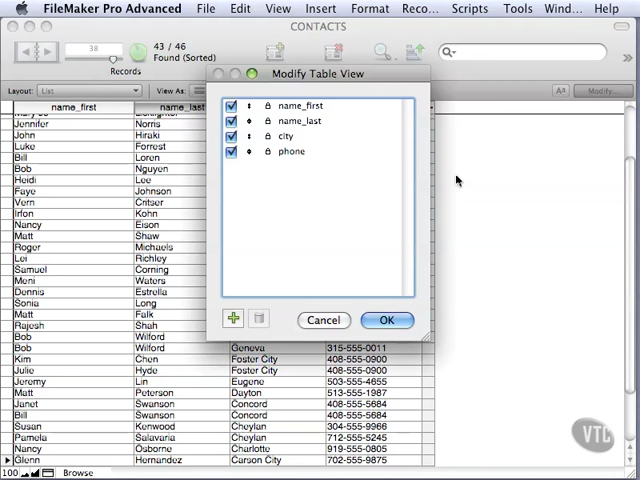 FileMaker Pro Advanced File Edit View Insert Format Reco... Scripts Tools Wind... Help
CONTACTS
38
43 / 46
Found (Sorted)
Records
Layout: List View As: Aa Modify...
Modify Table View
name_first
name_last
city
phone
Cancel OK
name_first name_last
Jennifer Norris
John Hiraki
Luke Forrest
Bill Loren
Bob Nguyen
Heidi Lee
Faye Johnson
Vern Critser
Irfon Kohn
Nancy Eison
Matt Shaw
Roger Michaels
Lei Richley
Samuel Corning
Meni Waters
Dennis Estrella
Sonia Long
Matt Falk
Rajesh Shah
Bob Wilford
Bob Wilford Geneva 315-555-0011
Kim Chen Foster City 408-555-0900
Julie Hyde Foster City 408-555-0900
Jeremy Lin Eugene 503-555-4655
Matt Peterson Dayton 513-555-1987
Janet Swanson Concord 408-555-5684
Bill Swanson Concord 408-555-5684
Susan Kenwood Cheylan 304-555-9966
Pamela Salavaria Cheylan 712-555-5245
Nancy Osborne Charlotte 919-555-0805
Glenn Hernandez Carson City 702-555-9875
100 Browse
VTC